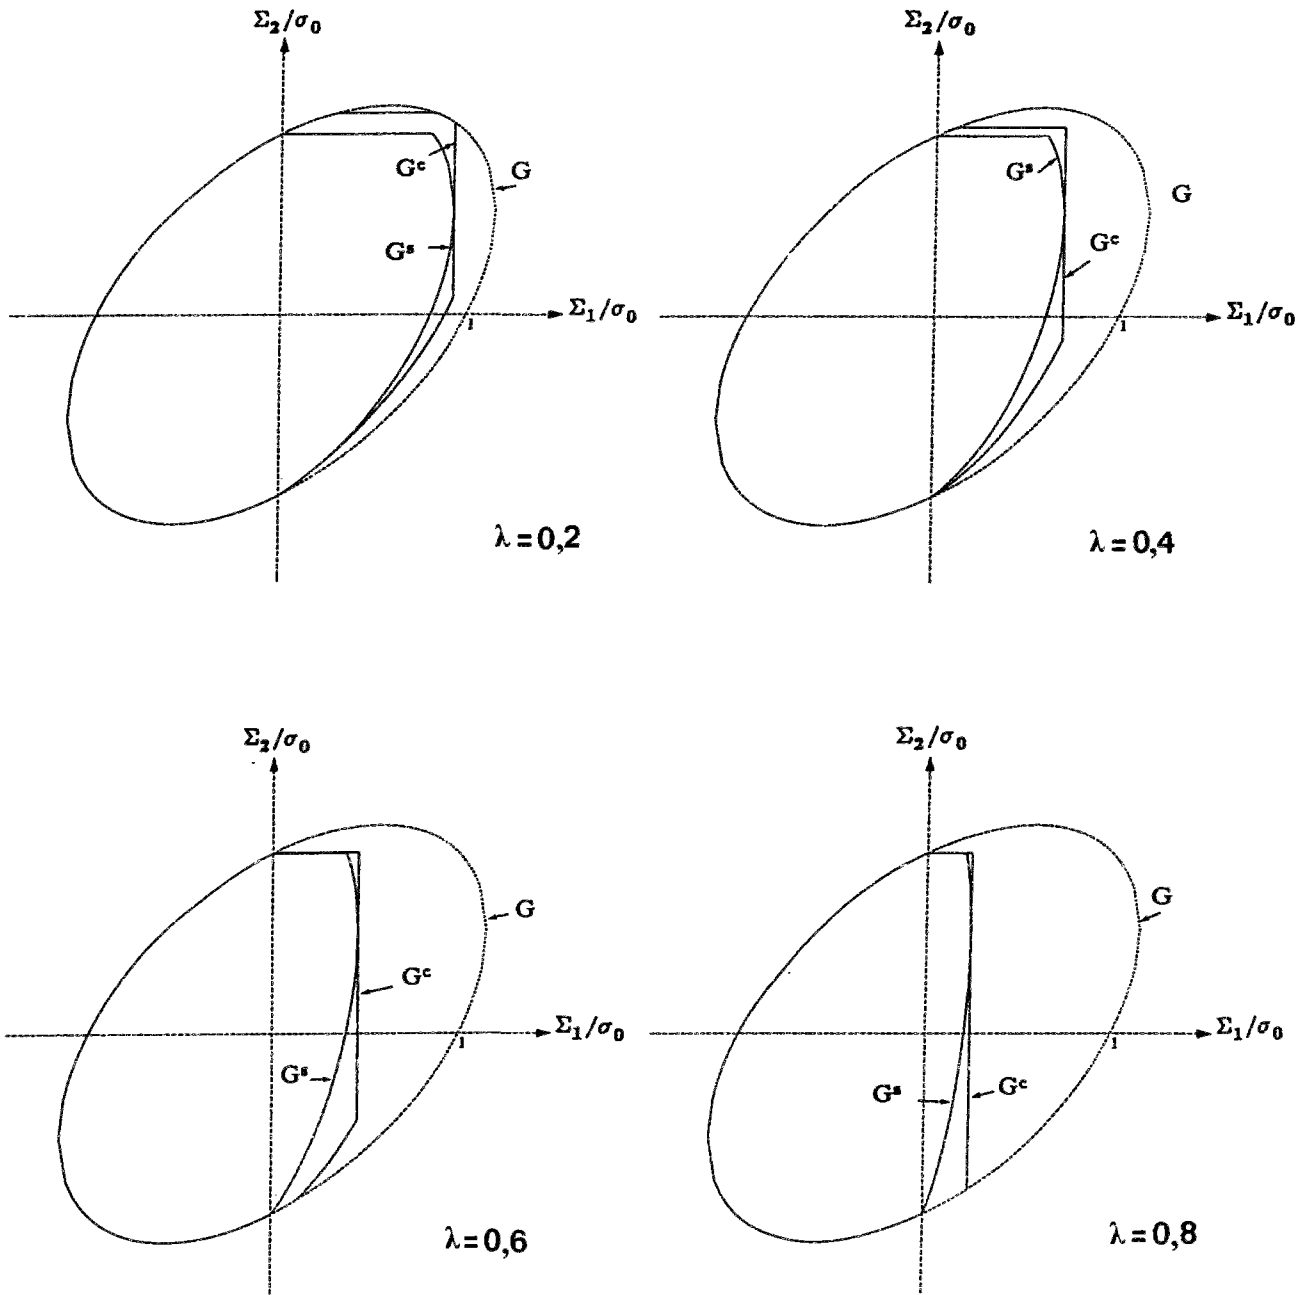 Σ₂/σ₀
Σ₂/σ₀
Gᶜ
G
Gˢ
Σ₁/σ₀
1
λ = 0,2
Gˢ
G
Gᶜ
Σ₁/σ₀
1
λ = 0,4
Σ₂/σ₀
Σ₂/σ₀
G
Gᶜ
Σ₁/σ₀
1
Gˢ
λ = 0,6
G
Σ₁/σ₀
1
Gˢ
Gᶜ
λ = 0,8